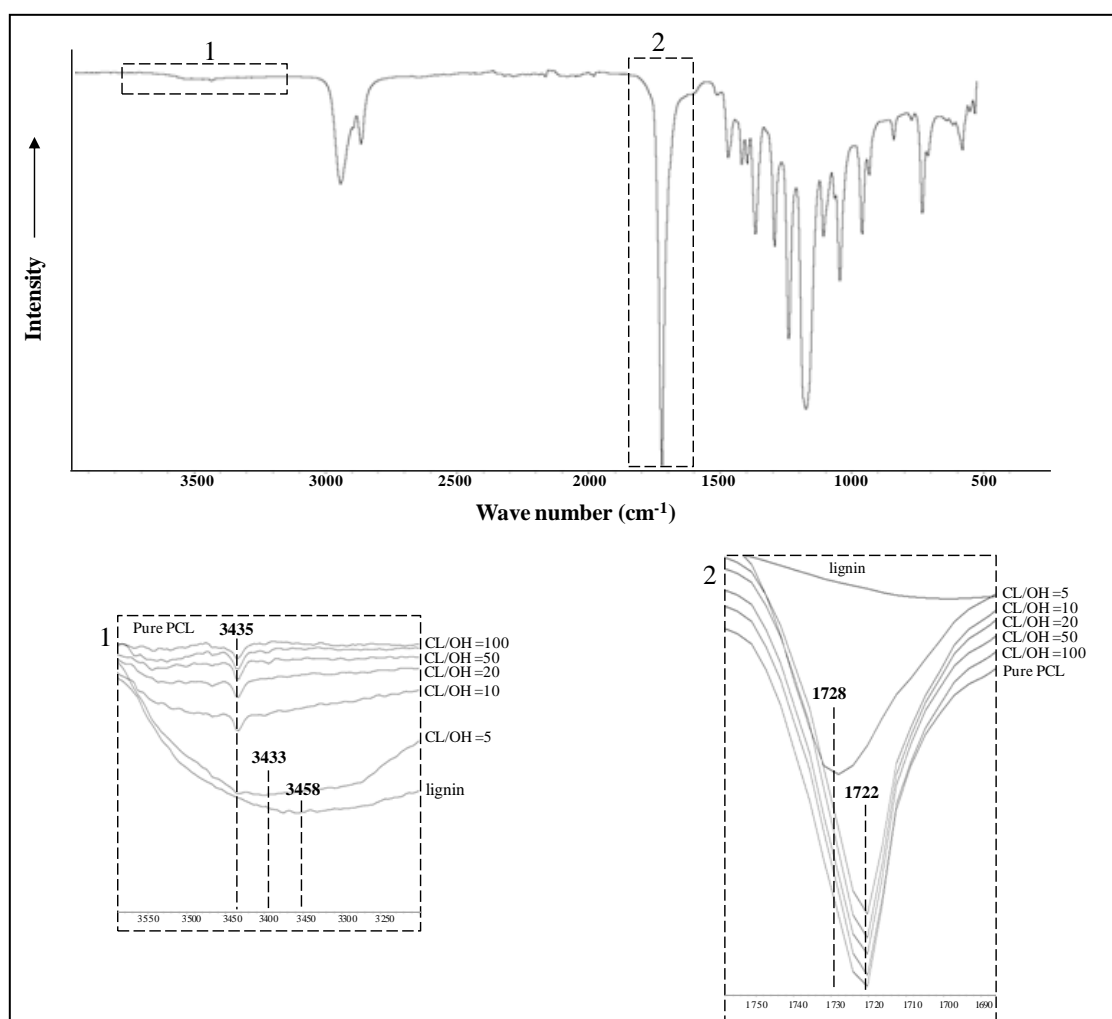 1
2
Intensity
3500 3000 2500 2000 1500 1000 500
Wave number (cm-1)
1
Pure PCL
3435
CL/OH =100
CL/OH =50
CL/OH =20
CL/OH =10
CL/OH =5
3433
3458
lignin
3550 3500 3450 3400 3450 3300 3250
2
lignin
CL/OH =5
CL/OH =10
CL/OH =20
CL/OH =50
CL/OH =100
Pure PCL
1728
1722
1750 1740 1730 1720 1710 1700 1690